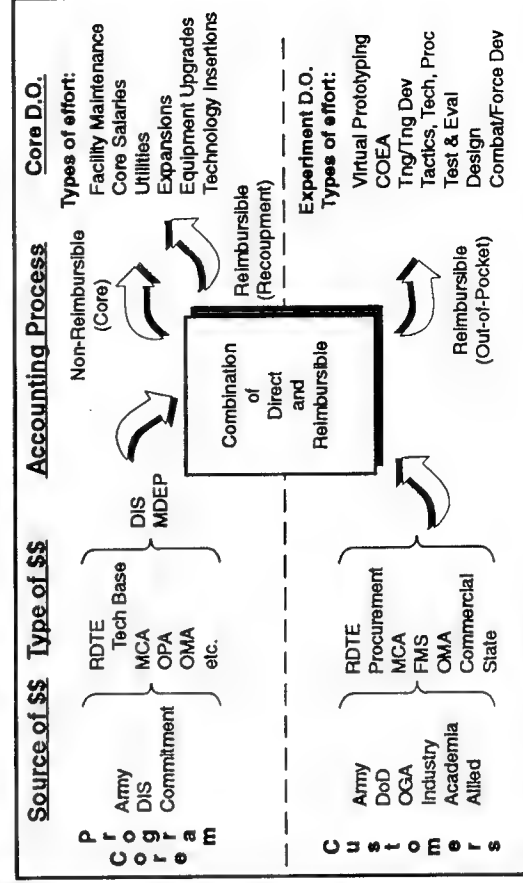 Source of $$
Type of $$
Accounting Process
Core D.O.
Core
Program
Army
DIS
Commitment
RDTE
Tech Base
MCA
OPA
OMA
etc.
DIS
MDEP
Non-Reimbursible
(Core)
Reimbursible
(Recoupment)
Types of effort:
Facility Maintenance
Core Salaries
Utilities
Expansions
Equipment Upgrades
Technology Insertions
Combination
of
Direct
and
Reimbursible
Customers
Army
DoD
OGA
Industry
Academia
Allied
RDTE
Procurement
MCA
FMS
OMA
Commercial
State
Reimbursible
(Out-of-Pocket)
Experiment D.O.
Types of effort:
Virtual Prototyping
COEA
Tng/Tng Dev
Tactics, Tech, Proc
Test & Eval
Design
Combat/Force Dev